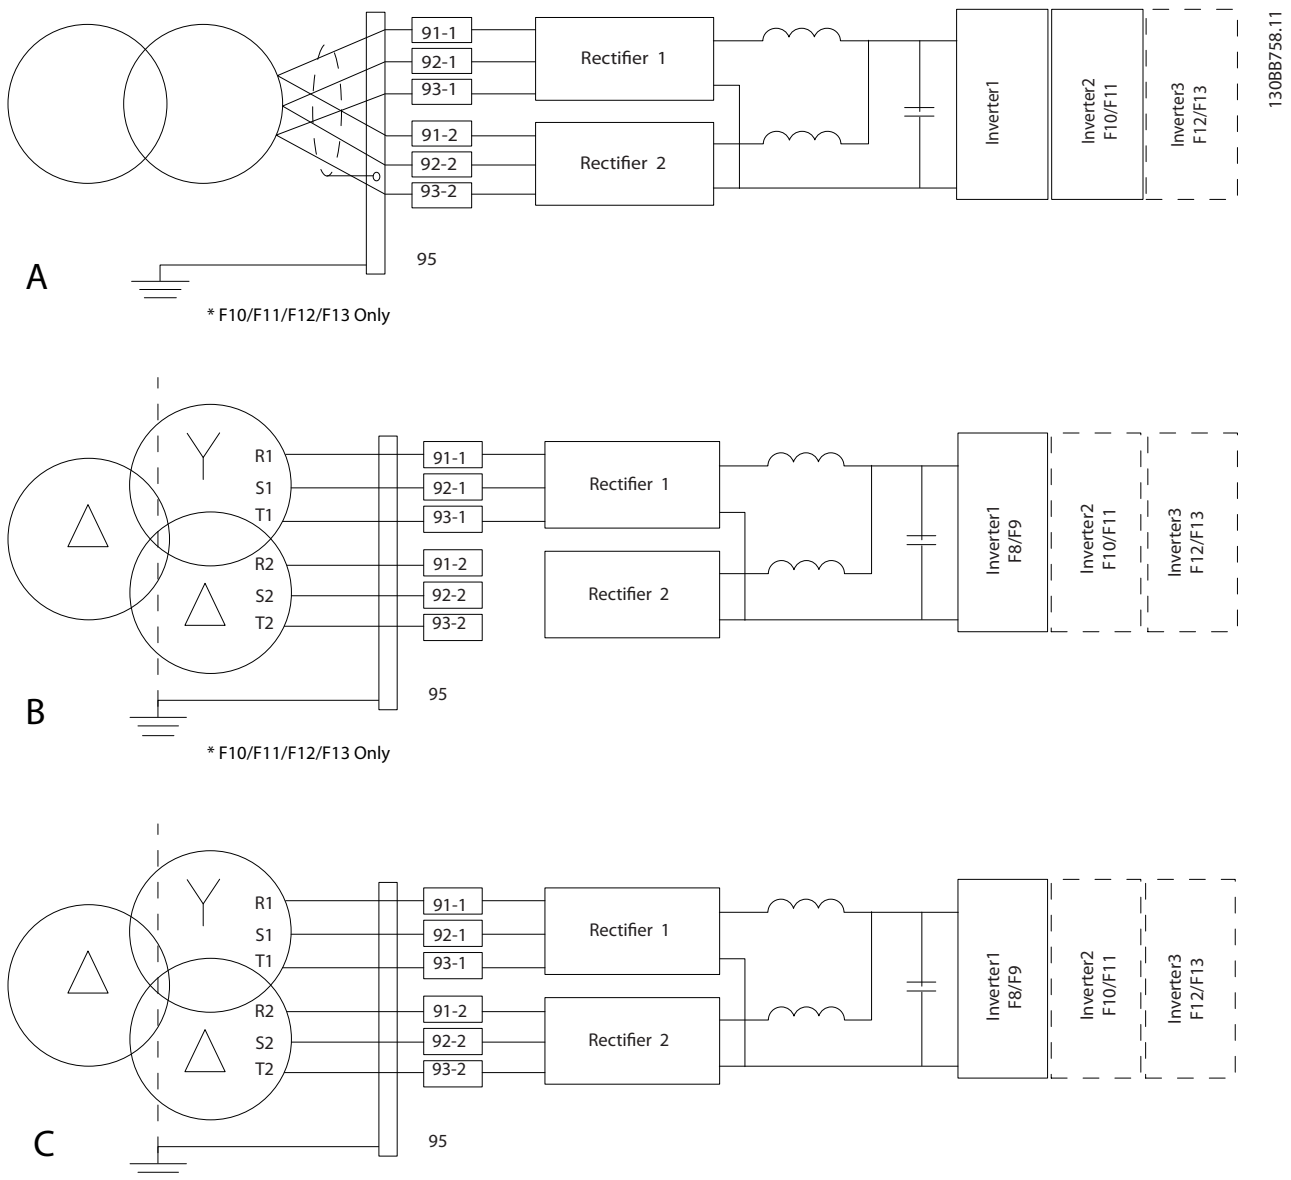 91-1
92-1
93-1
91-2
92-2
93-2
Rectifier 1
Rectifier 2
Inverter1
Inverter2
F10/F11
Inverter3
F12/F13
130BB758.11
95
A
* F10/F11/F12/F13 Only
R1
S1
T1
R2
S2
T2
91-1
92-1
93-1
91-2
92-2
93-2
Rectifier 1
Rectifier 2
Inverter1
F8/F9
Inverter2
F10/F11
Inverter3
F12/F13
95
B
* F10/F11/F12/F13 Only
R1
S1
T1
R2
S2
T2
91-1
92-1
93-1
91-2
92-2
93-2
Rectifier 1
Rectifier 2
Inverter1
F8/F9
Inverter2
F10/F11
Inverter3
F12/F13
95
C